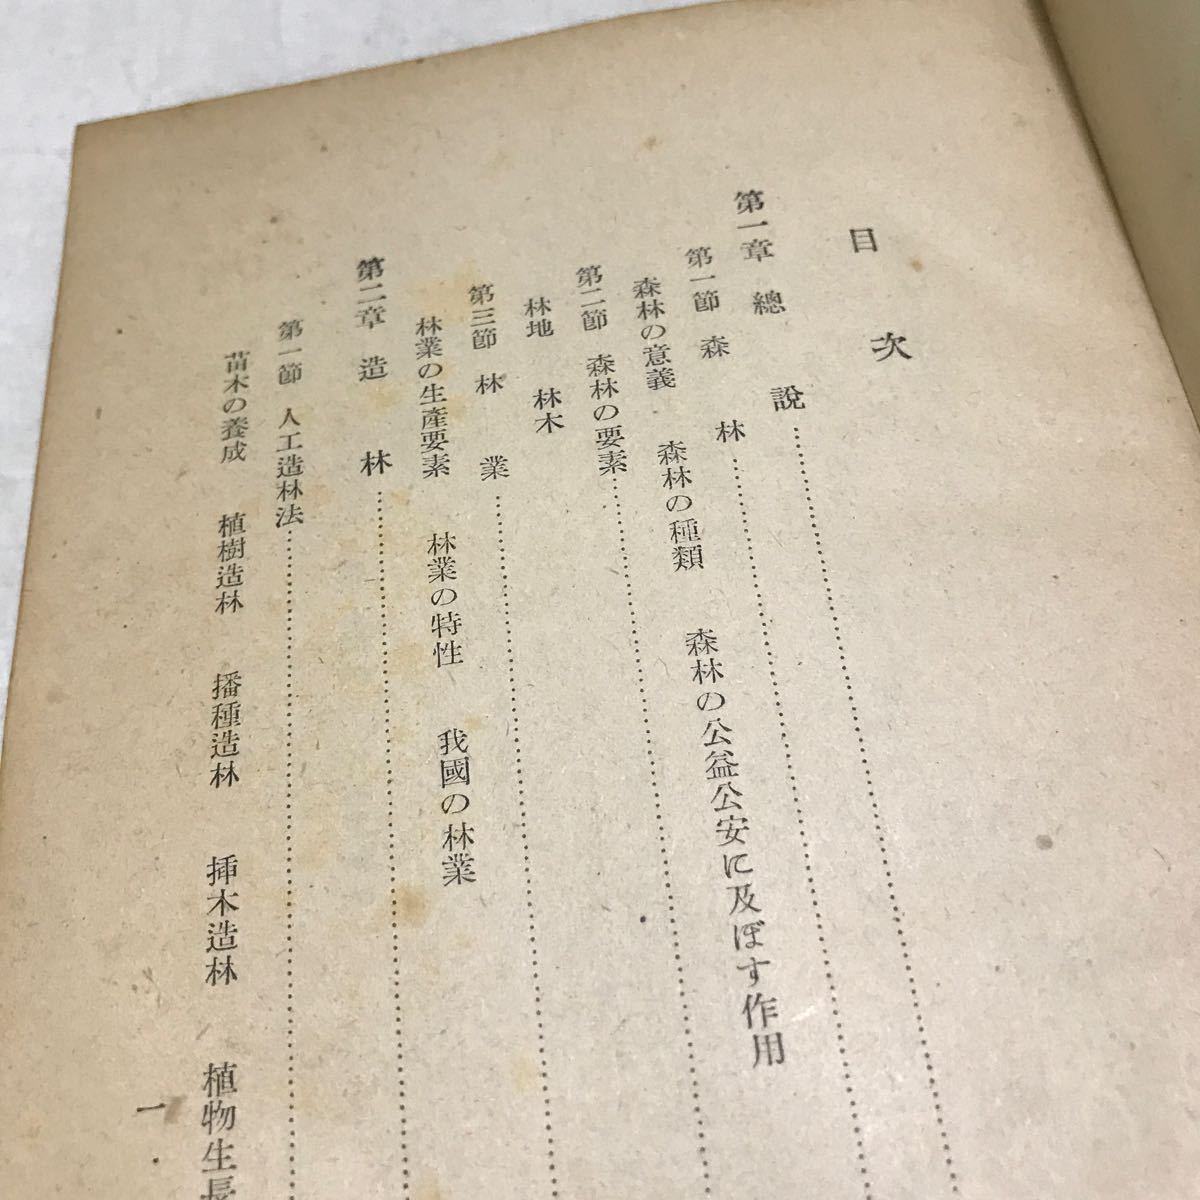 目次
第一章 總說
第一節 森林
森林の意義 森林の種類 森林の公益公安に及ぼす作用
第二節 森林の要素
林地 林木
第三節 林業
林業の生產要素 林業の特性 我國の林業
第二章 造林
第一節 人工造林法
苗木の養成 植樹造林 播種造林 揷木造林 植物生長
一